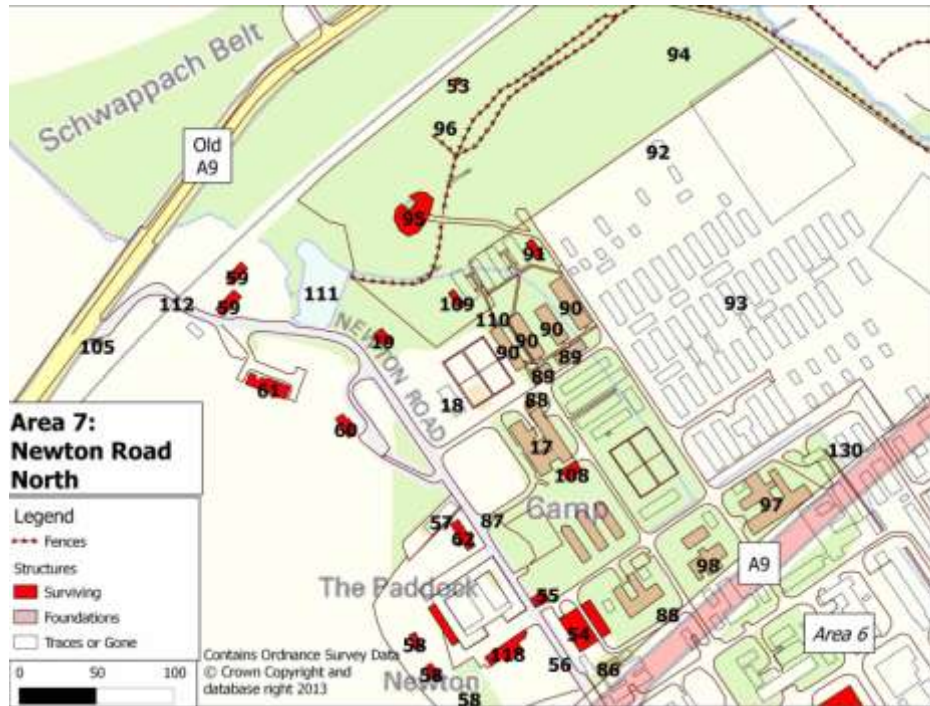 Schwappach Belt
94
53
Old
A9
96
92
95
91
59
59
112
111
109
110
90
90
90
90
93
105
19
NEWTON ROAD
89
89
88
61
18
60
17
108
130
Area 7:
Newton Road
North
Legend
Fences
Structures
Surviving
Foundations
Traces or Gone
0 50 100
Camp
97
57
87
62
98
A9
The Paddock
55
88
54
Area 6
58
118
56
86
58
Newton
58
Contains Ordnance Survey Data
© Crown Copyright and
database right 2013